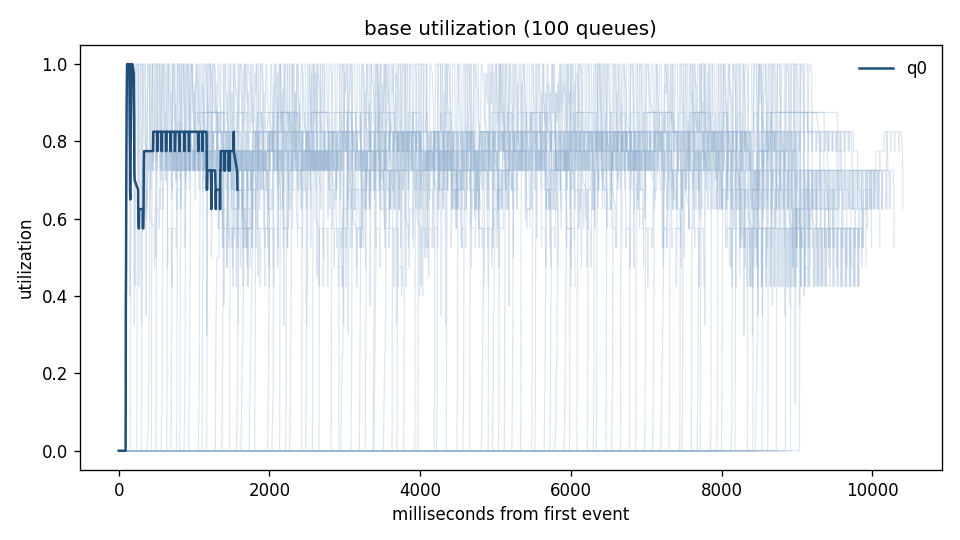 base utilization (100 queues)
q0
utilization
1.0
0.8
0.6
0.4
0.2
0.0
0 2000 4000 6000 8000 10000
milliseconds from first event